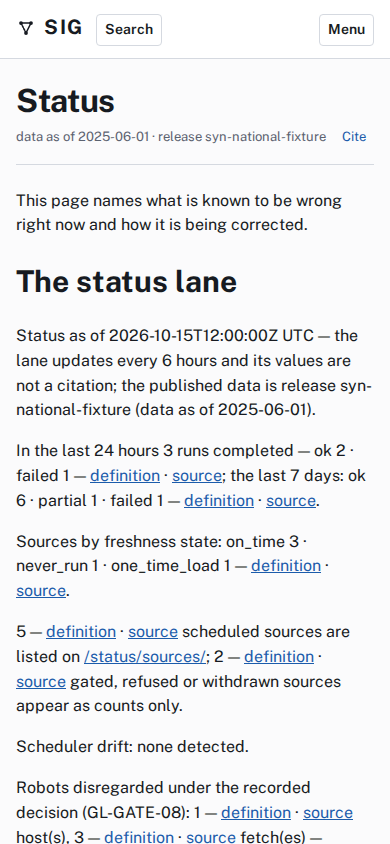 SIG Search Menu
Status
data as of 2025-06-01 · release syn-national-fixture Cite
This page names what is known to be wrong
right now and how it is being corrected.
The status lane
Status as of 2026-10-15T12:00:00Z UTC — the
lane updates every 6 hours and its values are
not a citation; the published data is release syn-
national-fixture (data as of 2025-06-01).
In the last 24 hours 3 runs completed — ok 2 ·
failed 1 — definition · source; the last 7 days: ok
6 · partial 1 · failed 1 — definition · source.
Sources by freshness state: on_time 3 ·
never_run 1 · one_time_load 1 — definition ·
source.
5 — definition · source scheduled sources are
listed on /status/sources/; 2 — definition ·
source gated, refused or withdrawn sources
appear as counts only.
Scheduler drift: none detected.
Robots disregarded under the recorded
decision (GL-GATE-08): 1 — definition · source
host(s), 3 — definition · source fetch(es) —